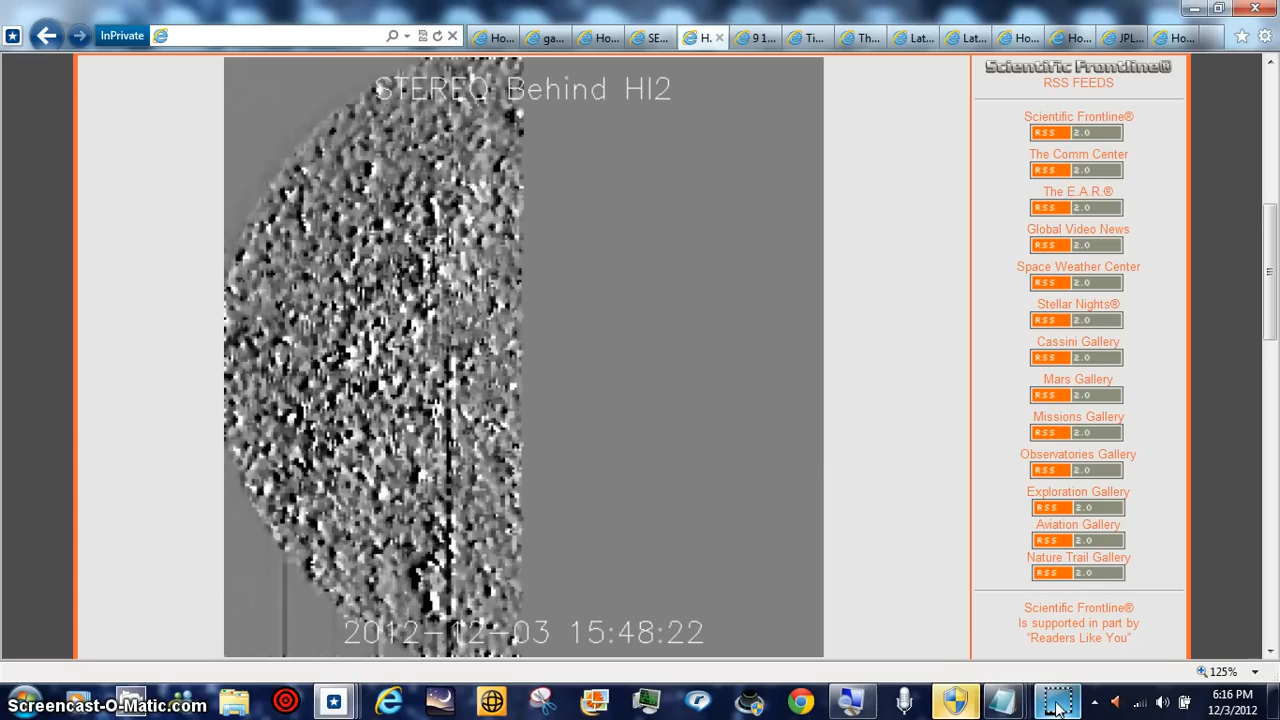 InPrivate
Ho...
ga...
Ho...
SE...
H.
9 1...
Ti...
Th...
Lat...
Lat...
Ho...
Ho...
JPL...
Ho...
STEREO Behind HI2
2012-12-03 15:48:22
Scientific Frontline®
RSS FEEDS
Scientific Frontline®
RSS 2.0
The Comm Center
RSS 2.0
The E.A.R.®
RSS 2.0
Global Video News
RSS 2.0
Space Weather Center
RSS 2.0
Stellar Nights®
RSS 2.0
Cassini Gallery
RSS 2.0
Mars Gallery
RSS 2.0
Missions Gallery
RSS 2.0
Observatories Gallery
RSS 2.0
Exploration Gallery
RSS 2.0
Aviation Gallery
RSS 2.0
Nature Trail Gallery
RSS 2.0
Scientific Frontline®
Is supported in part by
“Readers Like You”
125%
Screencast-O-Matic.com
6:16 PM
12/3/2012